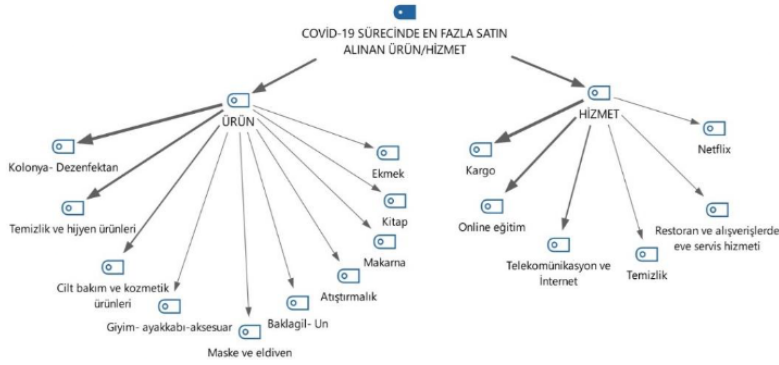 COVİD-19 SÜRECİNDE EN FAZLA SATIN
ALINAN ÜRÜN/HİZMET
ÜRÜN
Kolonya- Dezenfektan
Temizlik ve hijyen ürünleri
Cilt bakım ve kozmetik
ürünleri
Giyim- ayakkabı-aksesuar
Maske ve eldiven
Baklagil- Un
Atıştırmalık
Makarna
Kitap
Ekmek
HİZMET
Kargo
Online eğitim
Telekomünikasyon ve
İnternet
Temizlik
Restoran ve alışverişlerde
eve servis hizmeti
Netflix